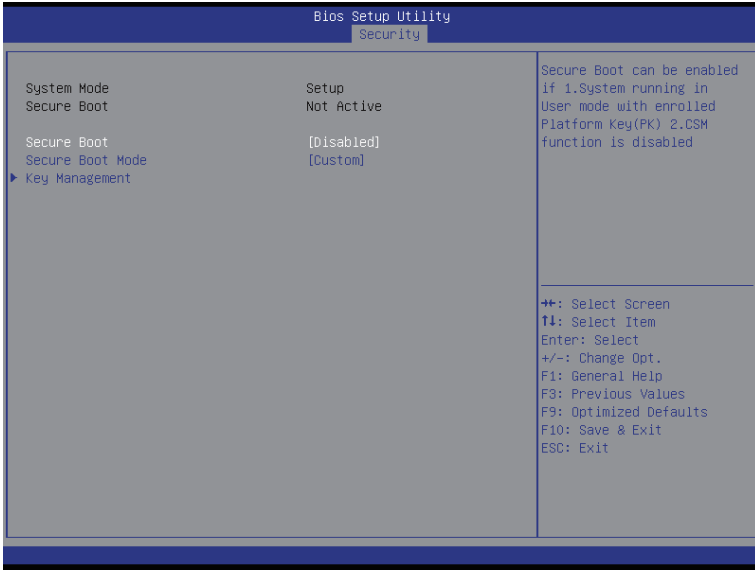 Bios Setup Utility
Security
System Mode Setup
Secure Boot Not Active
Secure Boot [Disabled]
Secure Boot Mode [Custom]
Key Management
Secure Boot can be enabled
if 1.System running in
User mode with enrolled
Platform Key(PK) 2.CSM
function is disabled
→←: Select Screen
↑↓: Select Item
Enter: Select
+/-: Change Opt.
F1: General Help
F3: Previous Values
F9: Optimized Defaults
F10: Save & Exit
ESC: Exit